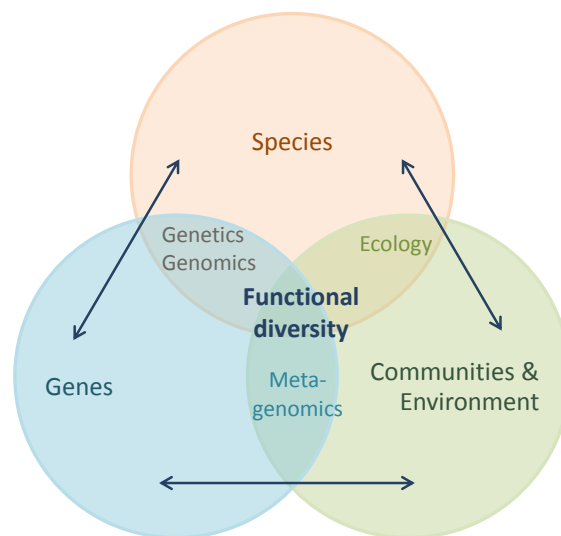 Species
Genetics
Genomics
Ecology
Functional
diversity
Genes
Meta-
genomics
Communities &
Environment